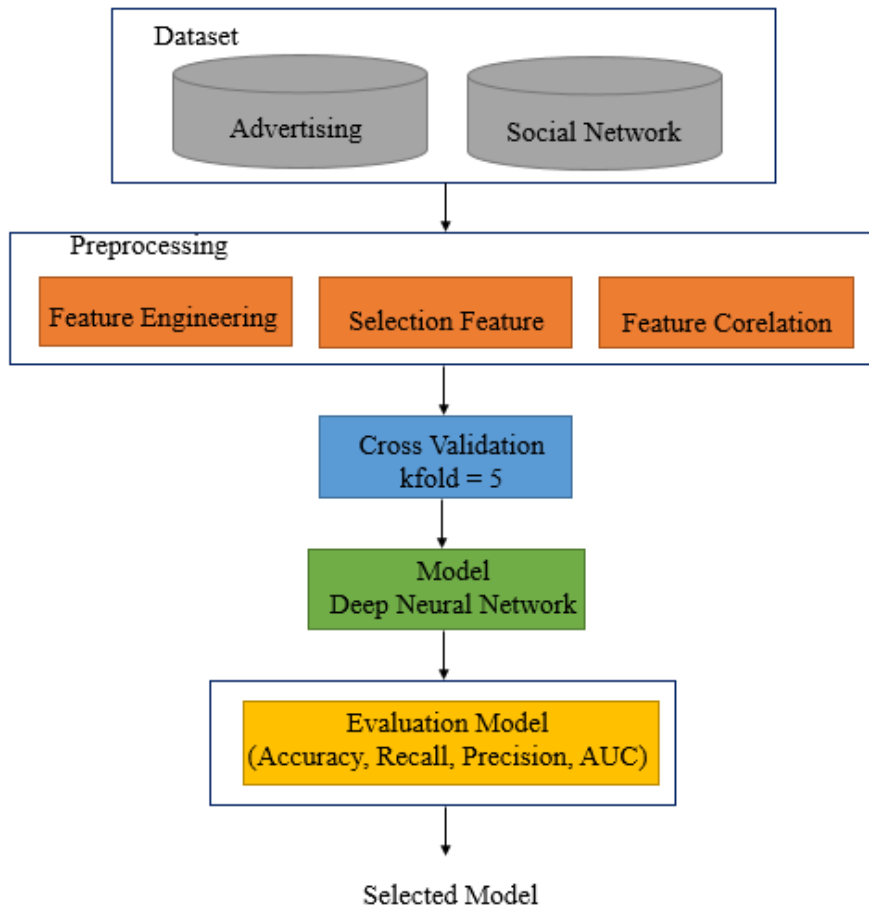 Dataset
Advertising
Social Network
Preprocessing
Feature Engineering
Selection Feature
Feature Corelation
Cross Validation
kfold = 5
Model
Deep Neural Network
Evaluation Model
(Accuracy, Recall, Precision, AUC)
Selected Model